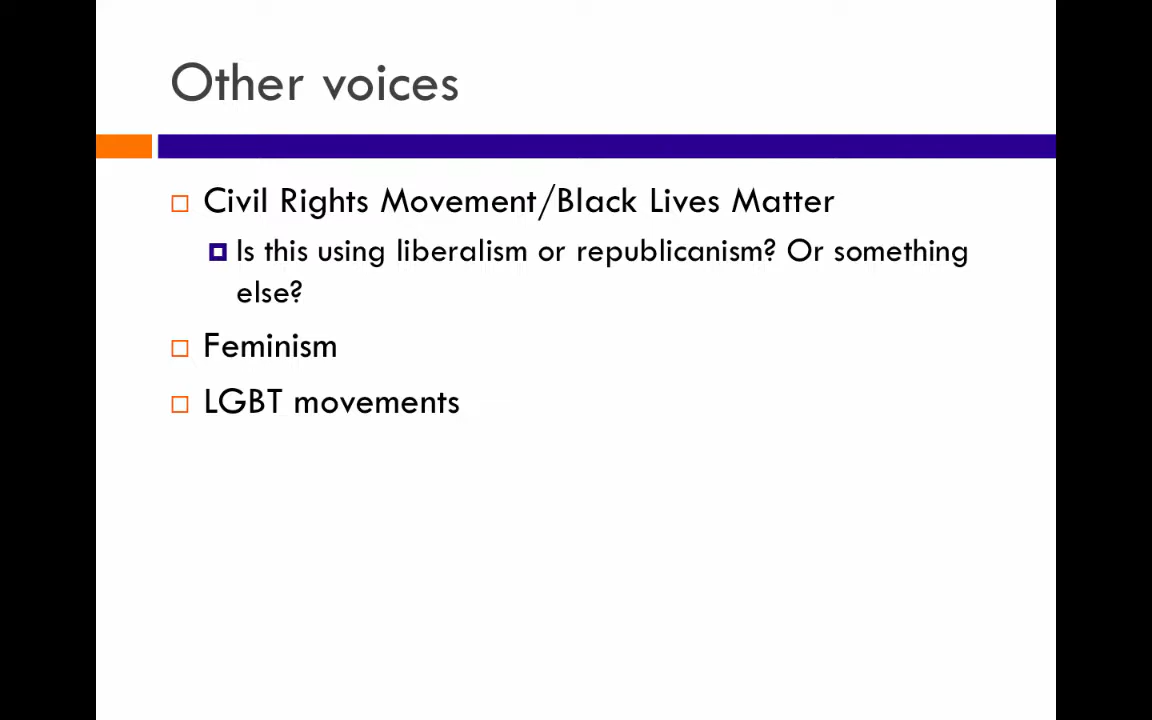 Other voices
Civil Rights Movement/Black Lives Matter
Is this using liberalism or republicanism? Or something
else?
Feminism
LGBT movements